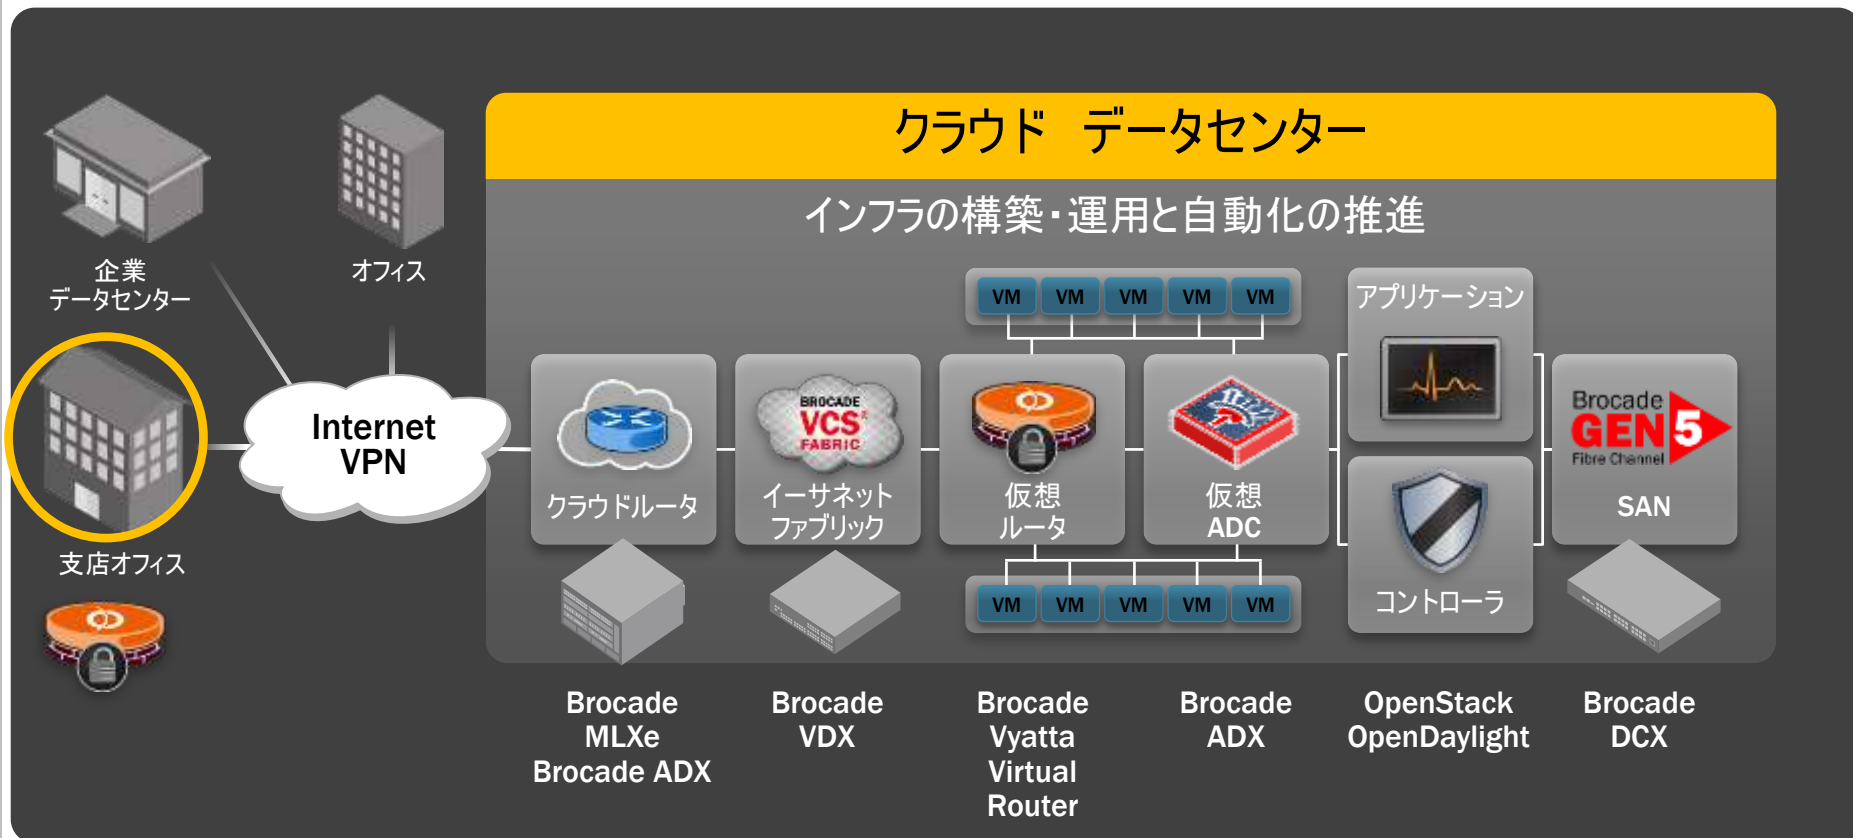 クラウド データセンター
インフラの構築・運用と自動化の推進
企業
データセンター
オフィス
支店オフィス
Internet
VPN
VM VM VM VM VM
クラウドルータ
BROCADE
VCS
FABRIC
イーサネット
ファブリック
仮想
ルータ
仮想
ADC
アプリケーション
コントローラ
Brocade
GEN 5
Fibre Channel
SAN
VM VM VM VM VM
Brocade
MLXe
Brocade ADX
Brocade
VDX
Brocade
Vyatta
Virtual
Router
Brocade
ADX
OpenStack
OpenDaylight
Brocade
DCX